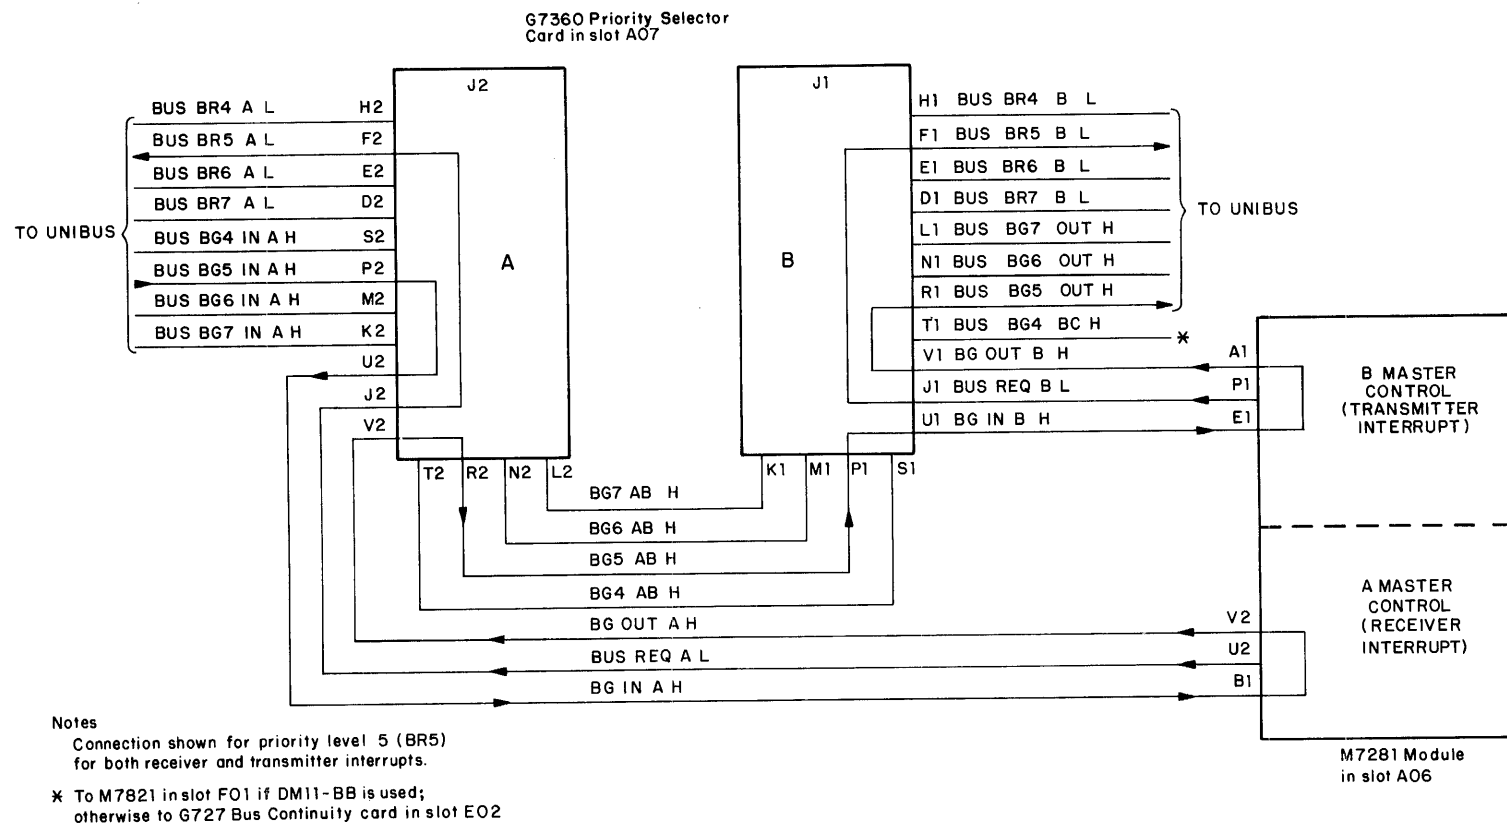 G7360 Priority Selector
Card in slot A07
J2
J1
BUS BR4 A L H2
BUS BR5 A L F2
BUS BR6 A L E2
BUS BR7 A L D2
TO UNIBUS
BUS BG4 IN A H S2
BUS BG5 IN A H P2
BUS BG6 IN A H M2
BUS BG7 IN A H K2
U2
J2
V2
A
B
H1 BUS BR4 B L
F1 BUS BR5 B L
E1 BUS BR6 B L
D1 BUS BR7 B L
TO UNIBUS
L1 BUS BG7 OUT H
N1 BUS BG6 OUT H
R1 BUS BG5 OUT H
T1 BUS BG4 BC H
*
V1 BG OUT B H
J1 BUS REQ B L
U1 BG IN B H
A1
P1
E1
B MASTER
CONTROL
(TRANSMITTER
INTERRUPT)
T2 R2 N2 L2
K1 M1 P1 S1
BG7 AB H
BG6 AB H
BG5 AB H
BG4 AB H
BG OUT A H
BUS REQ A L
BG IN A H
V2
U2
B1
A MASTER
CONTROL
(RECEIVER
INTERRUPT)
M7281 Module
in slot A06
Notes
Connection shown for priority level 5 (BR5)
for both receiver and transmitter interrupts.
* To M7821 in slot F01 if DM11-BB is used;
otherwise to G727 Bus Continuity card in slot E02